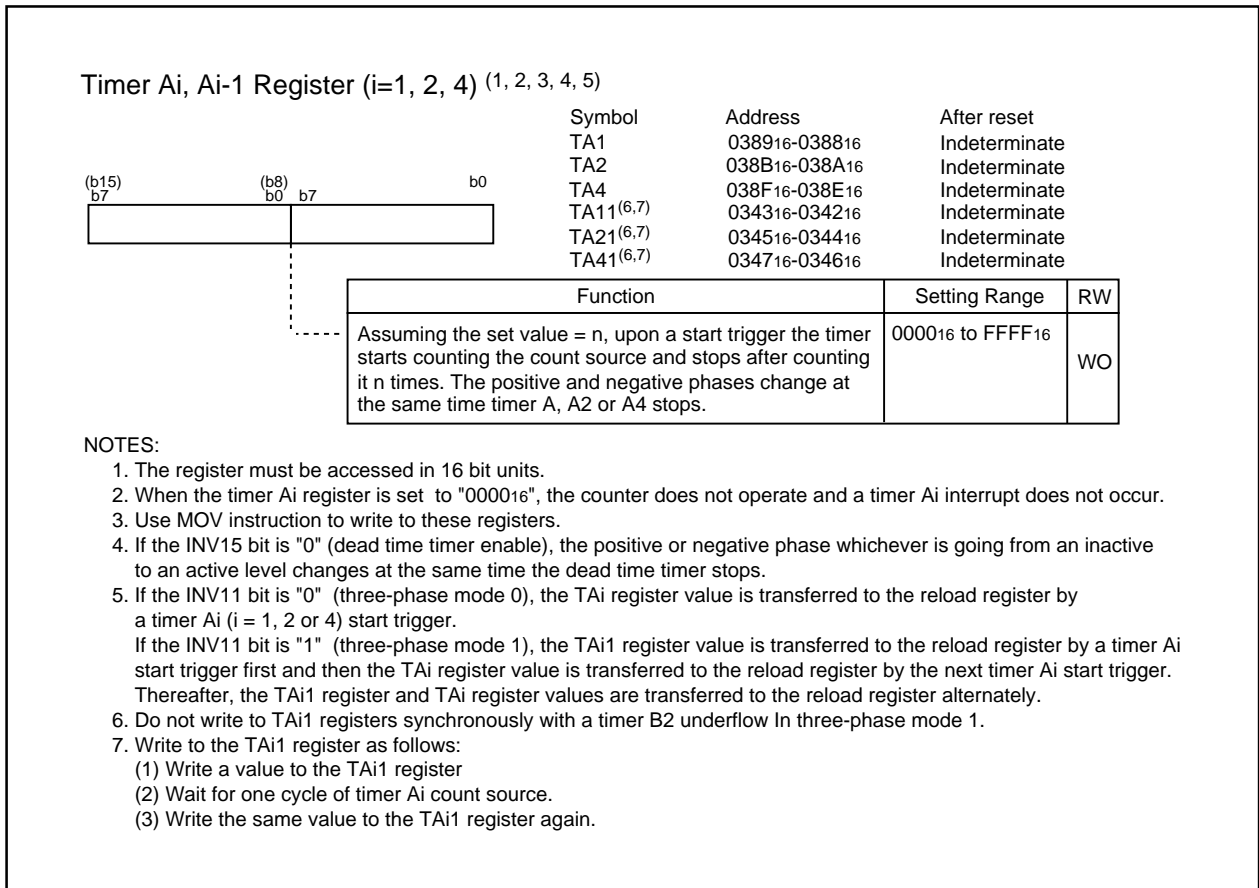 Timer Ai, Ai-1 Register (i=1, 2, 4) (1, 2, 3, 4, 5)
Symbol Address After reset
TA1 038916-038816 Indeterminate
TA2 038B16-038A16 Indeterminate
TA4 038F16-038E16 Indeterminate
TA11(6,7) 034316-034216 Indeterminate
TA21(6,7) 034516-034416 Indeterminate
TA41(6,7) 034716-034616 Indeterminate
(b15) (b8) b0
b7 b0 b7
Function Setting Range RW
Assuming the set value = n, upon a start trigger the timer 000016 to FFFF16
starts counting the count source and stops after counting
it n times. The positive and negative phases change at WO
the same time timer A, A2 or A4 stops.
NOTES:
1. The register must be accessed in 16 bit units.
2. When the timer Ai register is set to "000016", the counter does not operate and a timer Ai interrupt does not occur.
3. Use MOV instruction to write to these registers.
4. If the INV15 bit is "0" (dead time timer enable), the positive or negative phase whichever is going from an inactive
to an active level changes at the same time the dead time timer stops.
5. If the INV11 bit is "0" (three-phase mode 0), the TAi register value is transferred to the reload register by
a timer Ai (i = 1, 2 or 4) start trigger.
If the INV11 bit is "1" (three-phase mode 1), the TAi1 register value is transferred to the reload register by a timer Ai
start trigger first and then the TAi register value is transferred to the reload register by the next timer Ai start trigger.
Thereafter, the TAi1 register and TAi register values are transferred to the reload register alternately.
6. Do not write to TAi1 registers synchronously with a timer B2 underflow In three-phase mode 1.
7. Write to the TAi1 register as follows:
(1) Write a value to the TAi1 register
(2) Wait for one cycle of timer Ai count source.
(3) Write the same value to the TAi1 register again.